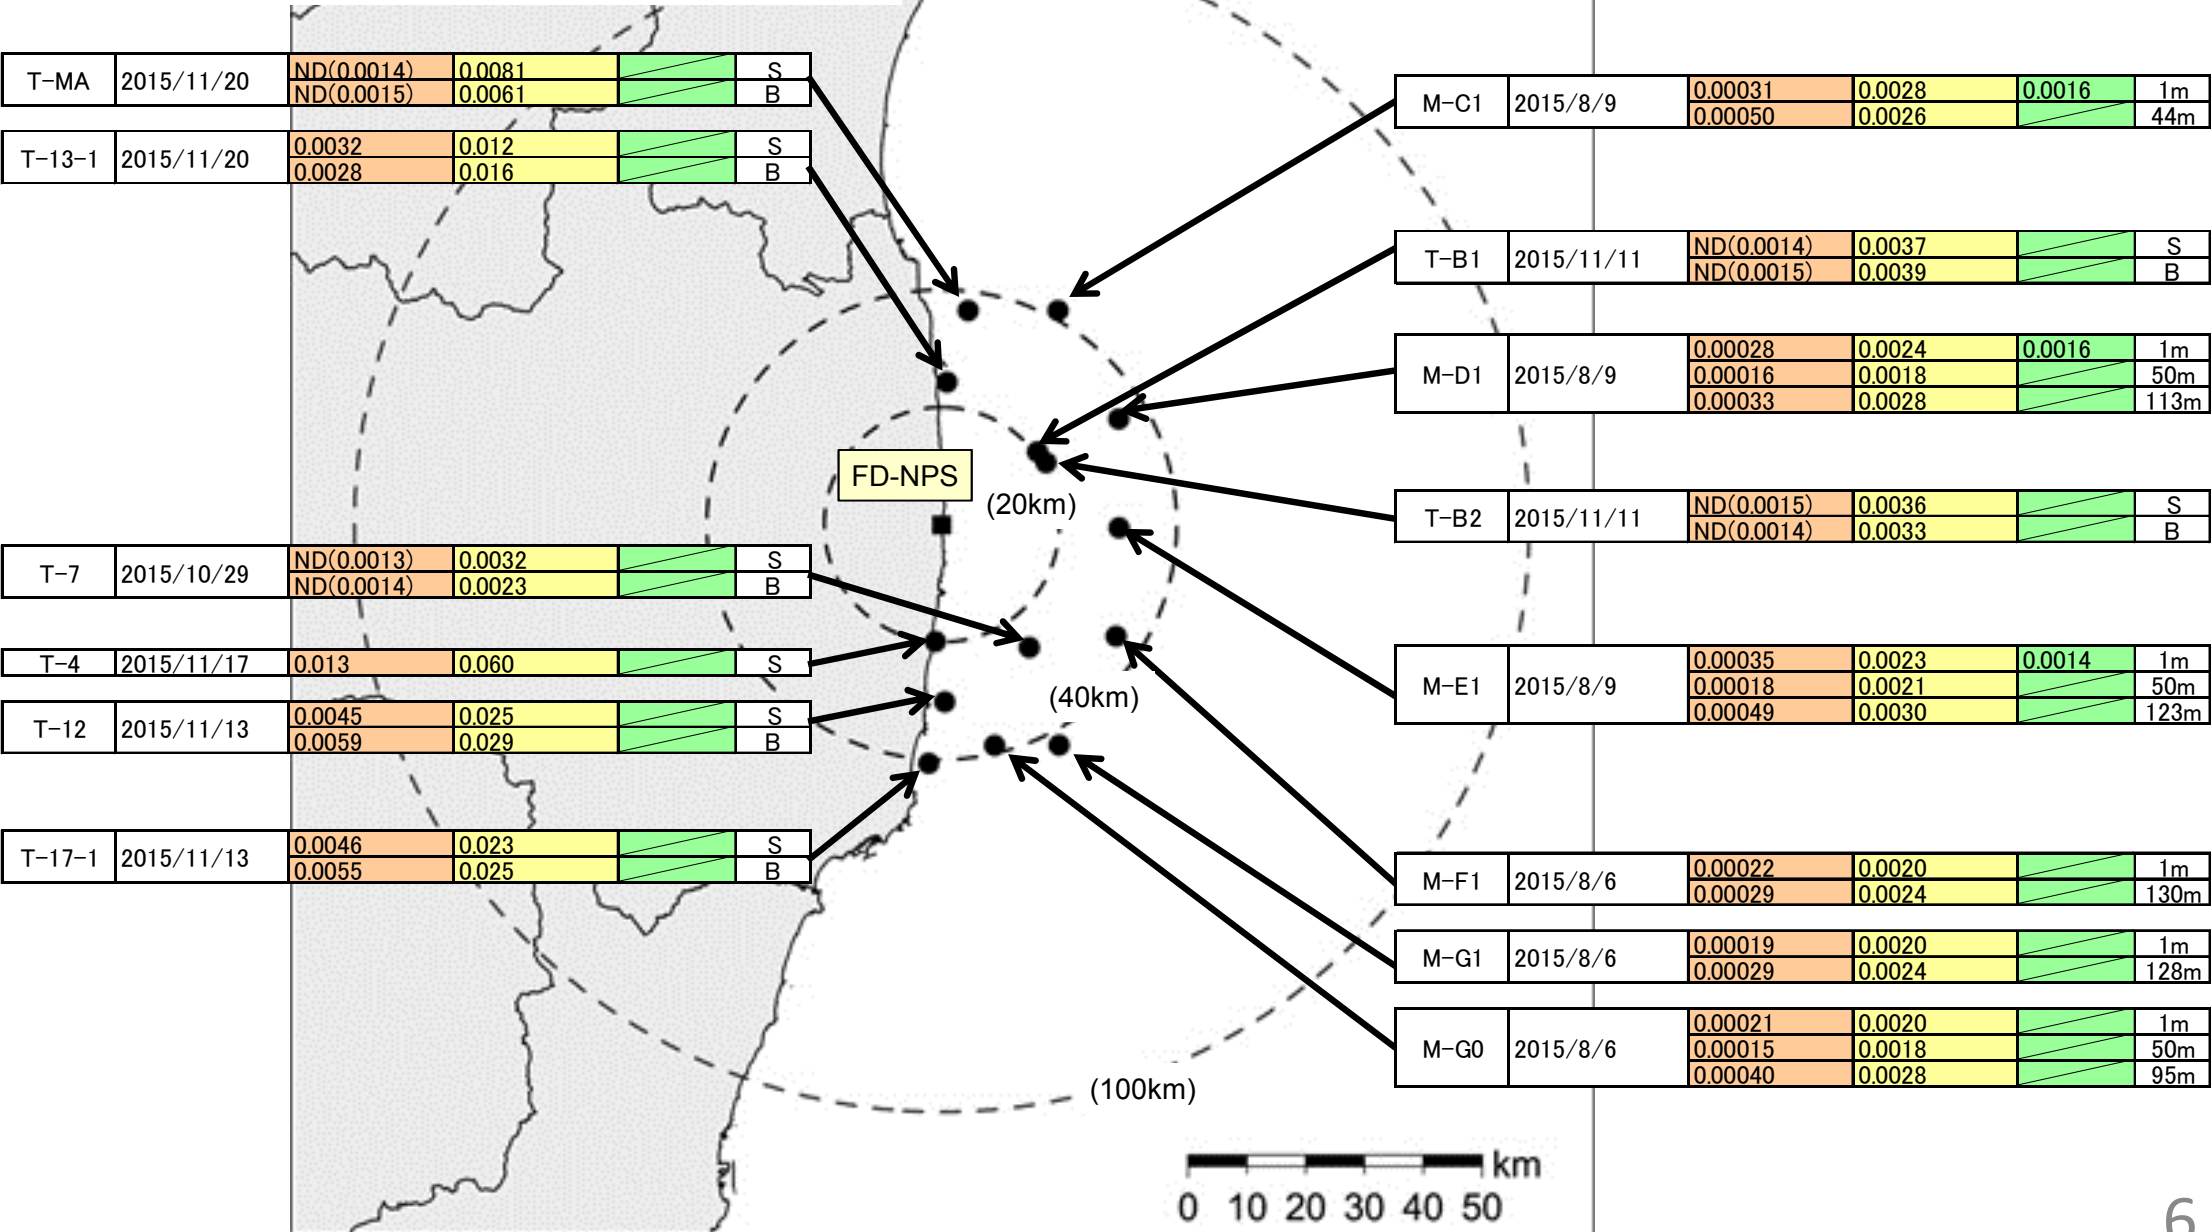 T-MA 2015/11/20 ND(0.0014) 0.0081 S
ND(0.0015) 0.0061 B
T-13-1 2015/11/20 0.0032 0.012 S
0.0028 0.016 B
T-7 2015/10/29 ND(0.0013) 0.0032 S
ND(0.0014) 0.0023 B
T-4 2015/11/17 0.013 0.060 S
T-12 2015/11/13 0.0045 0.025 S
0.0059 0.029 B
T-17-1 2015/11/13 0.0046 0.023 S
0.0055 0.025 B
FD-NPS
(20km)
(40km)
(100km)
M-C1 2015/8/9 0.00031 0.0028 0.0016 1m
0.00050 0.0026 44m
T-B1 2015/11/11 ND(0.0014) 0.0037 S
ND(0.0015) 0.0039 B
M-D1 2015/8/9 0.00028 0.0024 0.0016 1m
0.00016 0.0018 50m
0.00033 0.0028 113m
T-B2 2015/11/11 ND(0.0015) 0.0036 S
ND(0.0014) 0.0033 B
M-E1 2015/8/9 0.00035 0.0023 0.0014 1m
0.00018 0.0021 50m
0.00049 0.0030 123m
M-F1 2015/8/6 0.00022 0.0020 1m
0.00029 0.0024 130m
M-G1 2015/8/6 0.00019 0.0020 1m
0.00029 0.0024 128m
M-G0 2015/8/6 0.00021 0.0020 1m
0.00015 0.0018 50m
0.00040 0.0028 95m
km
0 10 20 30 40 50
6